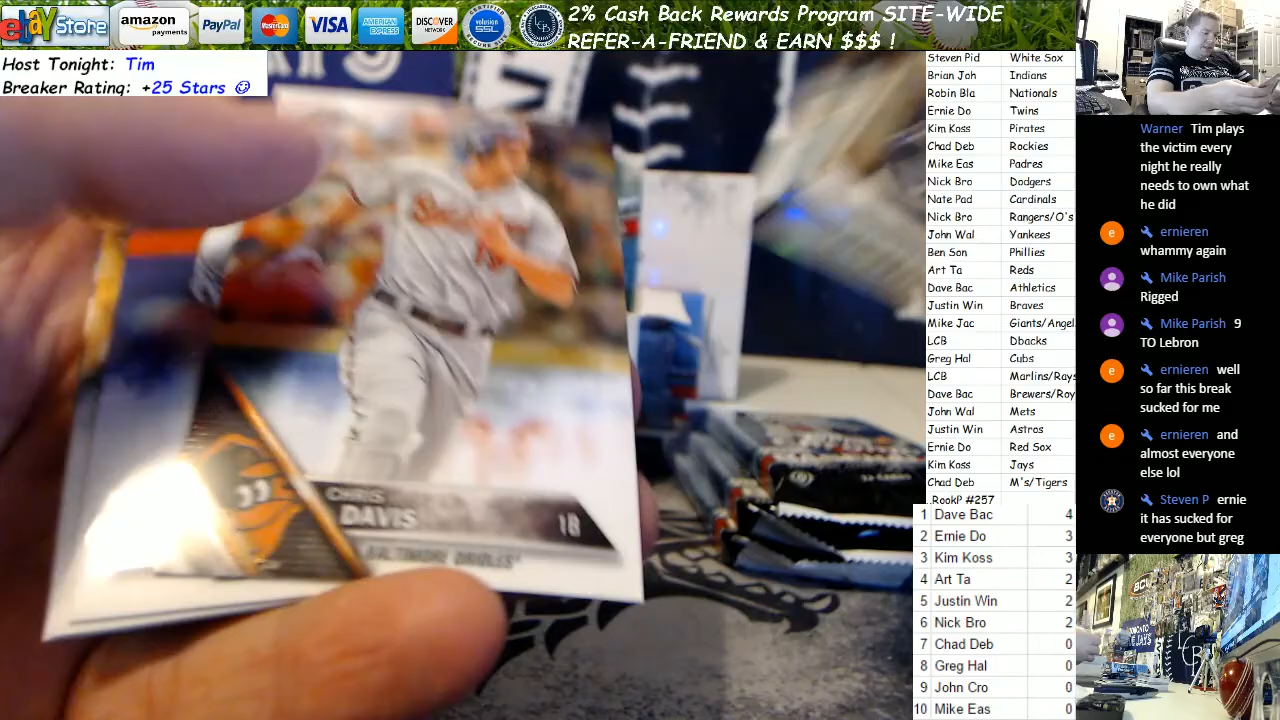 ebay Store
amazon payments
PayPal
MasterCard
VISA
AMERICAN EXPRESS
DISCOVER NETWORK
volusion SSL
LCB
2% Cash Back Rewards Program SITE-WIDE
REFER-A-FRIEND & EARN $$$ !
Host Tonight: Tim
Breaker Rating: +25 Stars
CHRIS
DAVIS
1B
BALTIMORE ORIOLES
Steven Pid White Sox
Brian Joh Indians
Robin Bla Nationals
Ernie Do Twins
Kim Koss Pirates
Chad Deb Rockies
Mike Eas Padres
Nick Bro Dodgers
Nate Pad Cardinals
Nick Bro Rangers/O's
John Wal Yankees
Ben Son Phillies
Art Ta Reds
Dave Bac Athletics
Justin Win Braves
Mike Jac Giants/Angel
LCB Dbacks
Greg Hal Cubs
LCB Marlins/Rays
Dave Bac Brewers/Roy
John Wal Mets
Justin Win Astros
Ernie Do Red Sox
Kim Koss Jays
Chad Deb M's/Tigers
RookP #257
1 Dave Bac 4
2 Ernie Do 3
3 Kim Koss 3
4 Art Ta 2
5 Justin Win 2
6 Nick Bro 2
7 Chad Deb 0
8 Greg Hal 0
9 John Cro 0
10 Mike Eas 0
Warner Tim plays
the victim every
night he really
needs to own what
he did
e ernieren
whammy again
Mike Parish
Rigged
Mike Parish 9
TO Lebron
e ernieren well
so far this break
sucked for me
e ernieren and
almost everyone
else lol
Steven P ernie
it has sucked for
everyone but greg